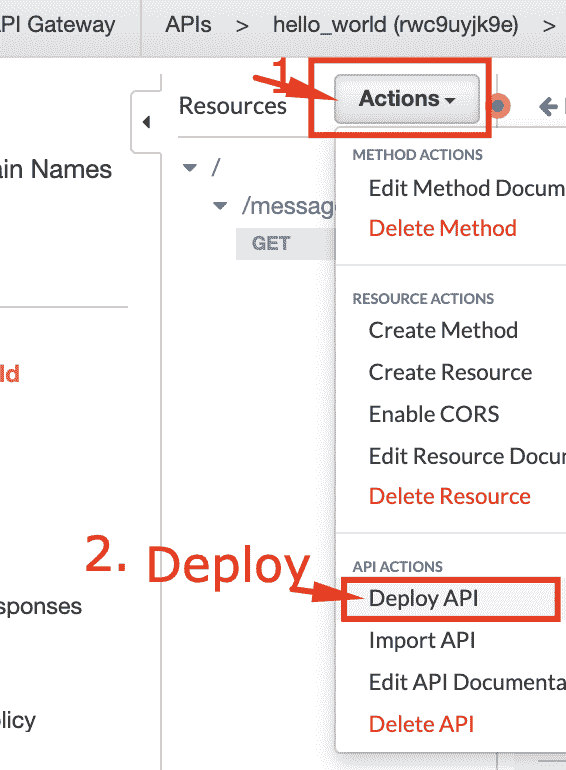 PI Gateway APIs > hello_world (rwc9uyjk9e) >
1
Resources Actions
ain Names
/
/messag
GET
METHOD ACTIONS
Edit Method Docum
Delete Method
RESOURCE ACTIONS
Create Method
Create Resource
Enable CORS
Edit Resource Docu
Delete Resource
ld
2. Deploy
API ACTIONS
Deploy API
sponses
Import API
Edit API Documenta
licy
Delete API